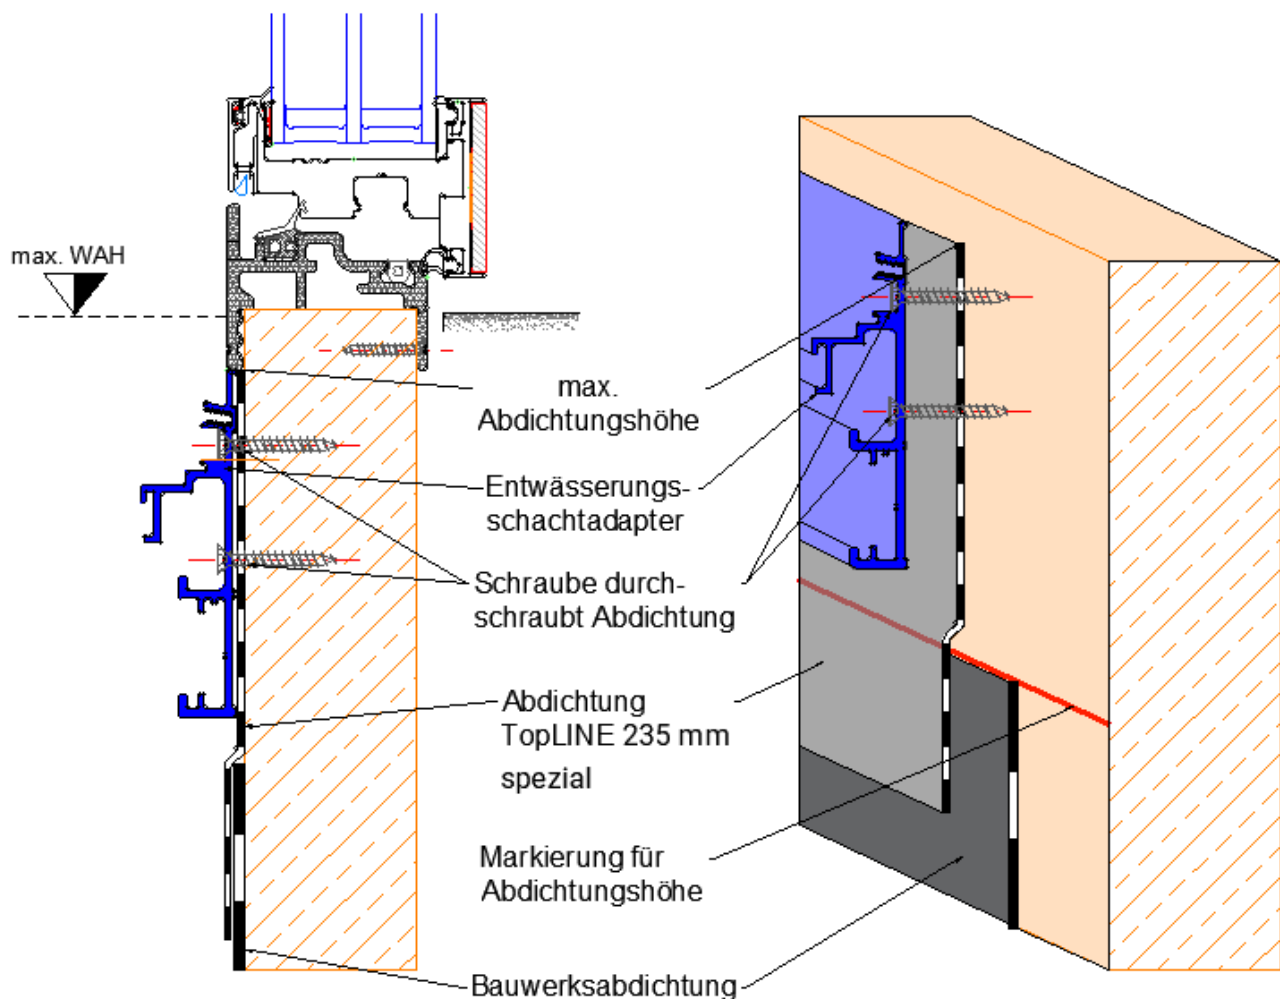 max. WAH
max.
Abdichtungshöhe
Entwässerungs-
schachtadapter
Schraube durch-
schraubt Abdichtung
Abdichtung
TopLINE 235 mm
spezial
Markierung für
Abdichtungshöhe
Bauwerksabdichtung